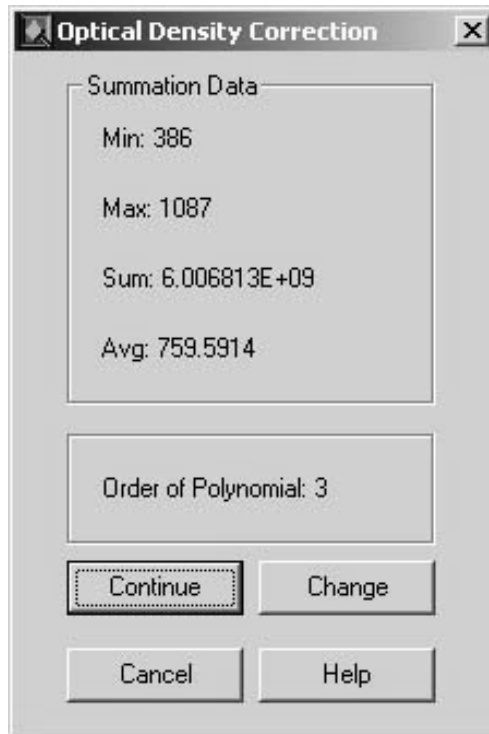 Optical Density Correction
Summation Data
Min: 386
Max: 1087
Sum: 6.006813E+09
Avg: 759.5914
Order of Polynomial: 3
Continue Change
Cancel Help